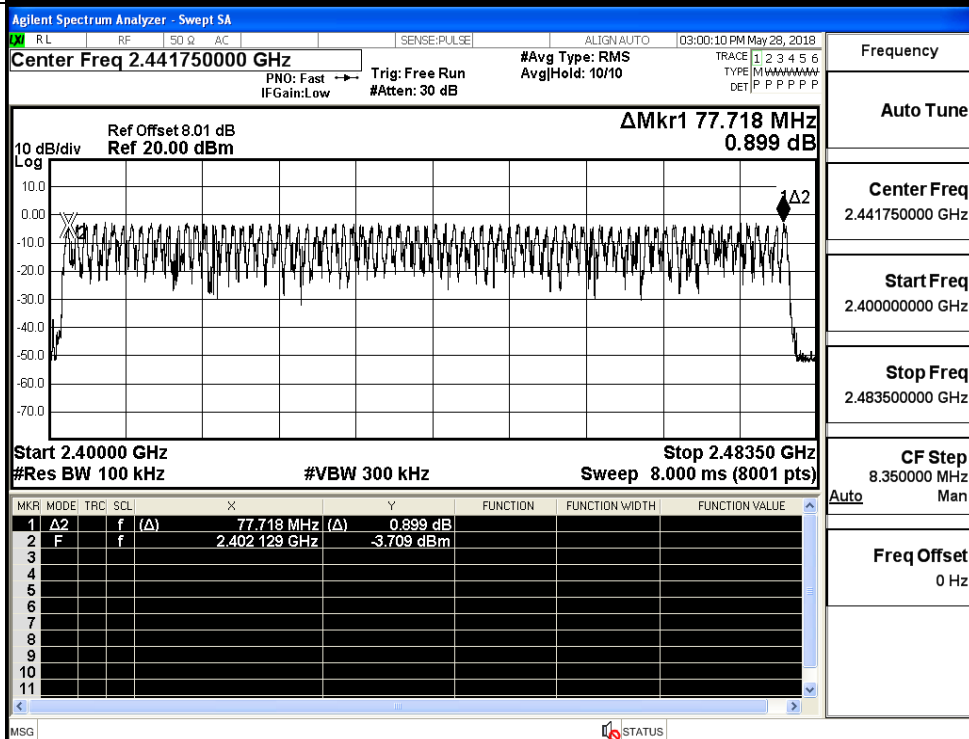 Agilent Spectrum Analyzer - Swept SA
LXI RL RF 50 Ω AC SENSE:PULSE ALIGN AUTO 03:00:10 PM May 28, 2018
Center Freq 2.441750000 GHz
PNO: Fast
IFGain:Low
Trig: Free Run
#Atten: 30 dB
#Avg Type: RMS
Avg|Hold: 10/10
TRACE 1 2 3 4 5 6
TYPE M WWWWW
DET P P P P P P
Ref Offset 8.01 dB
10 dB/div Ref 20.00 dBm
Log
ΔMkr1 77.718 MHz
0.899 dB
10.0
0.00
-10.0
-20.0
-30.0
-40.0
-50.0
-60.0
-70.0
2
1Δ2
Start 2.40000 GHz Stop 2.48350 GHz
#Res BW 100 kHz #VBW 300 kHz Sweep 8.000 ms (8001 pts)
MKR MODE TRC SCL X Y FUNCTION FUNCTION WIDTH FUNCTION VALUE
1 Δ2 f (Δ) 77.718 MHz (Δ) 0.899 dB
2 F f 2.402 129 GHz -3.709 dBm
3
4
5
6
7
8
9
10
11
MSG STATUS
Frequency
Auto Tune
Center Freq
2.441750000 GHz
Start Freq
2.400000000 GHz
Stop Freq
2.483500000 GHz
CF Step
8.350000 MHz
Auto Man
Freq Offset
0 Hz